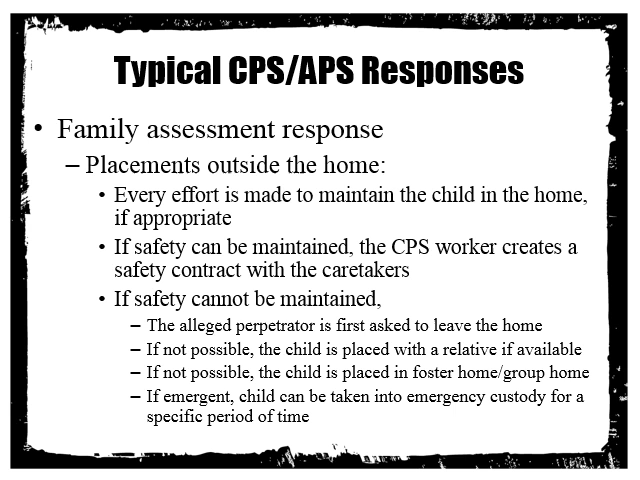 Typical CPS/APS Responses
• Family assessment response
– Placements outside the home:
• Every effort is made to maintain the child in the home,
if appropriate
• If safety can be maintained, the CPS worker creates a
safety contract with the caretakers
• If safety cannot be maintained,
– The alleged perpetrator is first asked to leave the home
– If not possible, the child is placed with a relative if available
– If not possible, the child is placed in foster home/group home
– If emergent, child can be taken into emergency custody for a
specific period of time